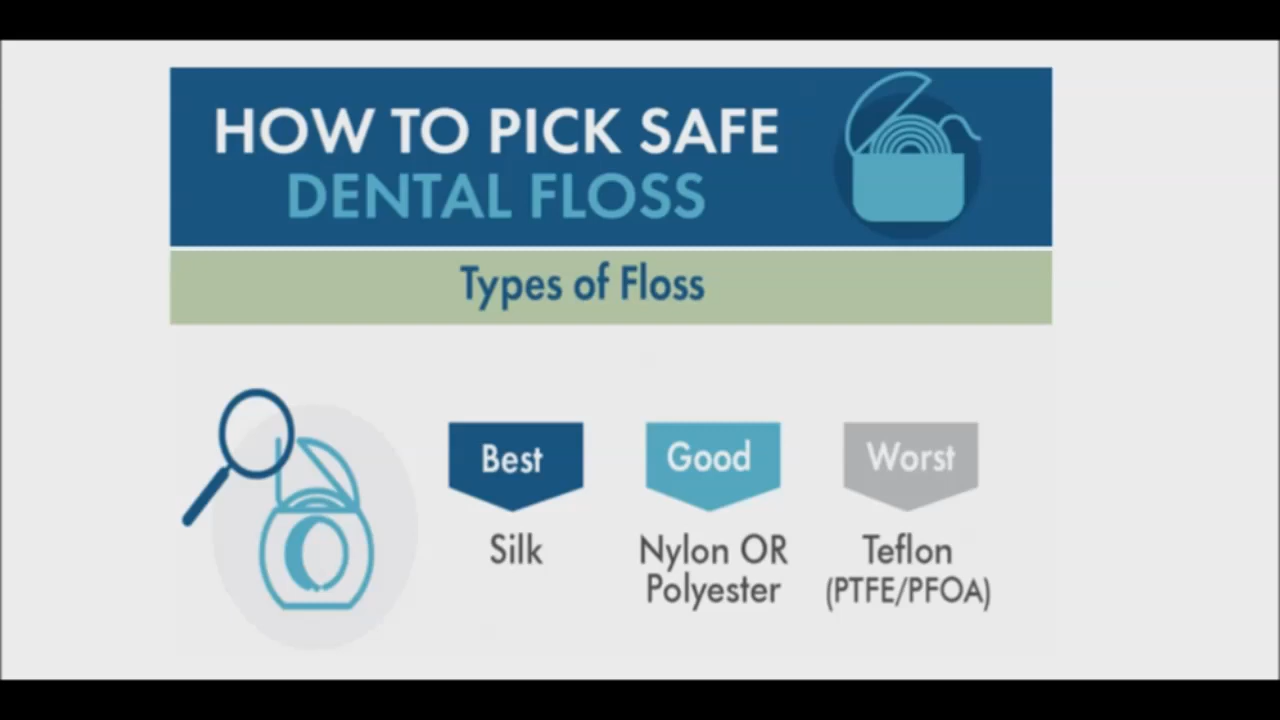 HOW TO PICK SAFE
DENTAL FLOSS
Types of Floss
Best
Good
Worst
Silk
Nylon OR
Polyester
Teflon
(PTFE/PFOA)